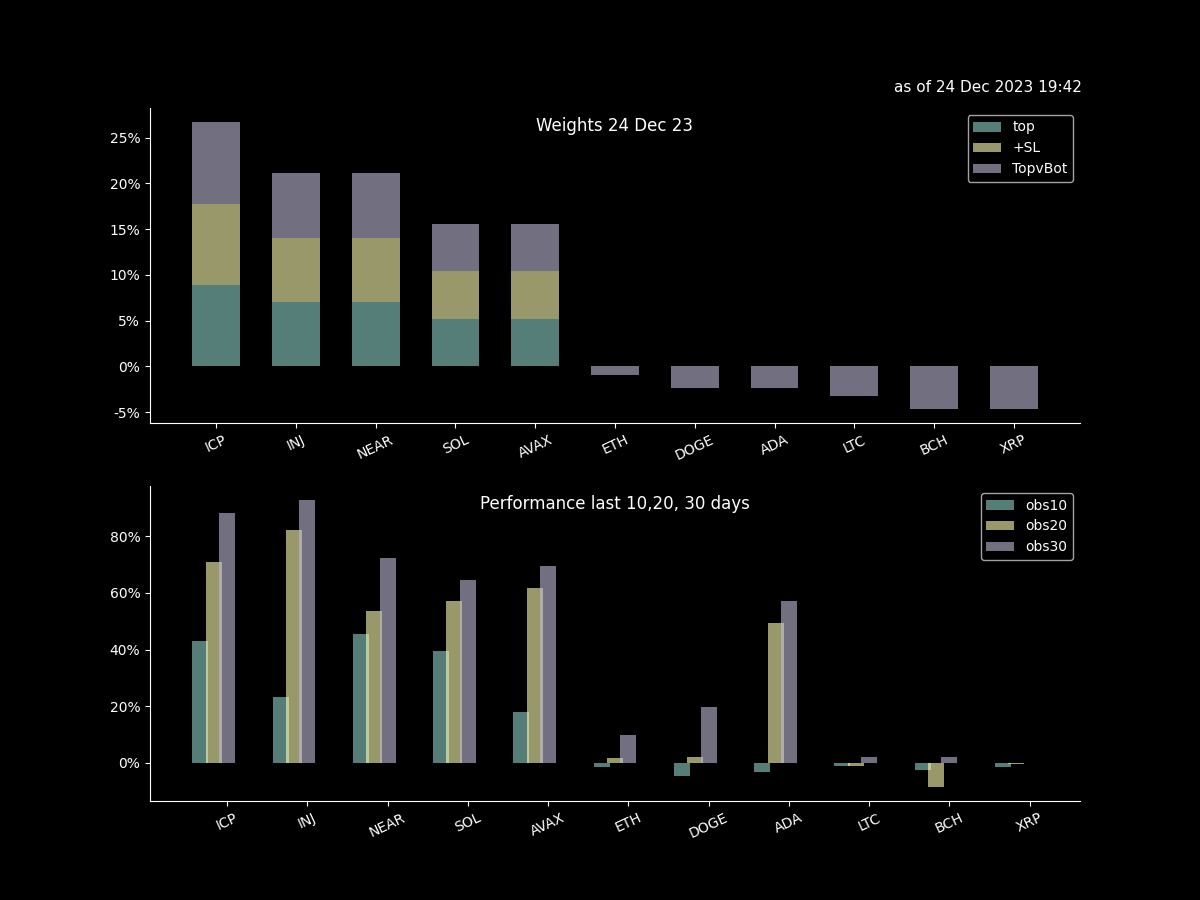 as of 24 Dec 2023 19:42
Weights 24 Dec 23
top
+SL
TopvBot
25%
20%
15%
10%
5%
0%
-5%
ICP INJ NEAR SOL AVAX ETH DOGE ADA LTC BCH XRP
Performance last 10,20, 30 days
obs10
obs20
obs30
80%
60%
40%
20%
0%
ICP INJ NEAR SOL AVAX ETH DOGE ADA LTC BCH XRP